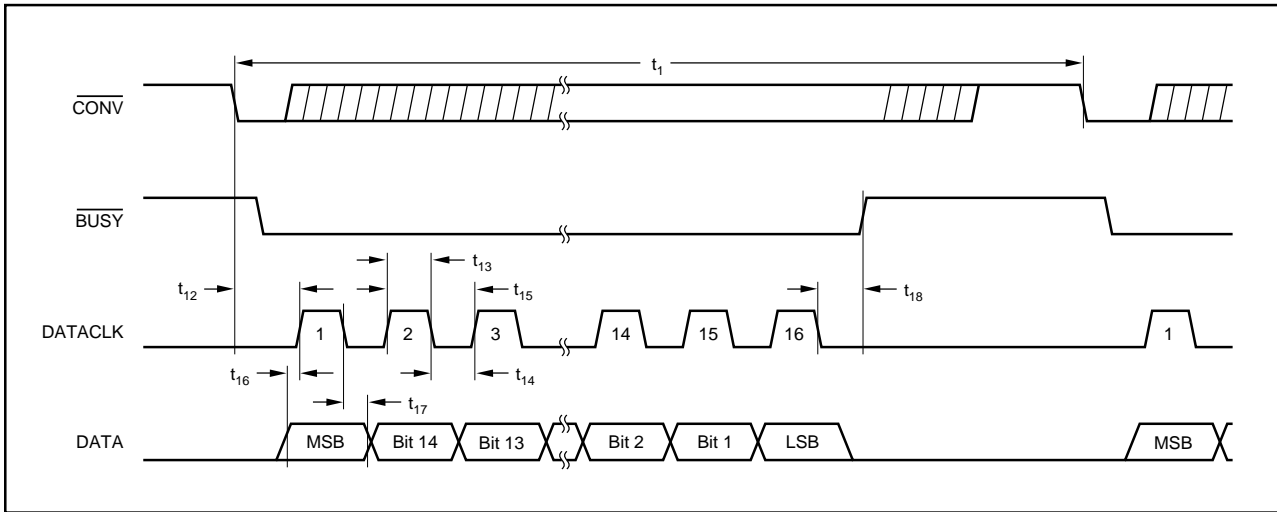 t1
CONV
BUSY
t13
t12
t15
t18
DATACLK
1
2
3
14
15
16
1
t16
t14
t17
DATA
MSB
Bit 14
Bit 13
Bit 2
Bit 1
LSB
MSB